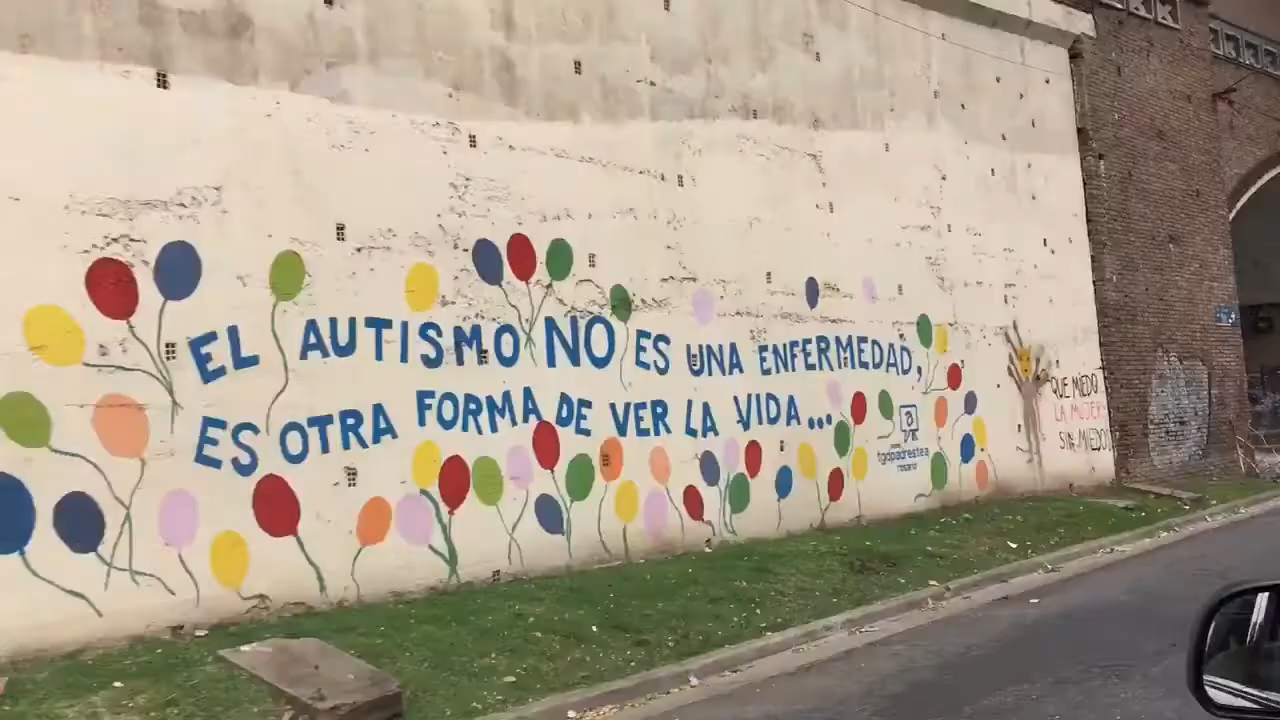 EL AUTISMO NO ES UNA ENFERMEDAD,
ES OTRA FORMA DE VER LA VIDA...
a
tgdpadrestea
rosario
QUE MIEDO
LA MUJER
SIN MIEDO